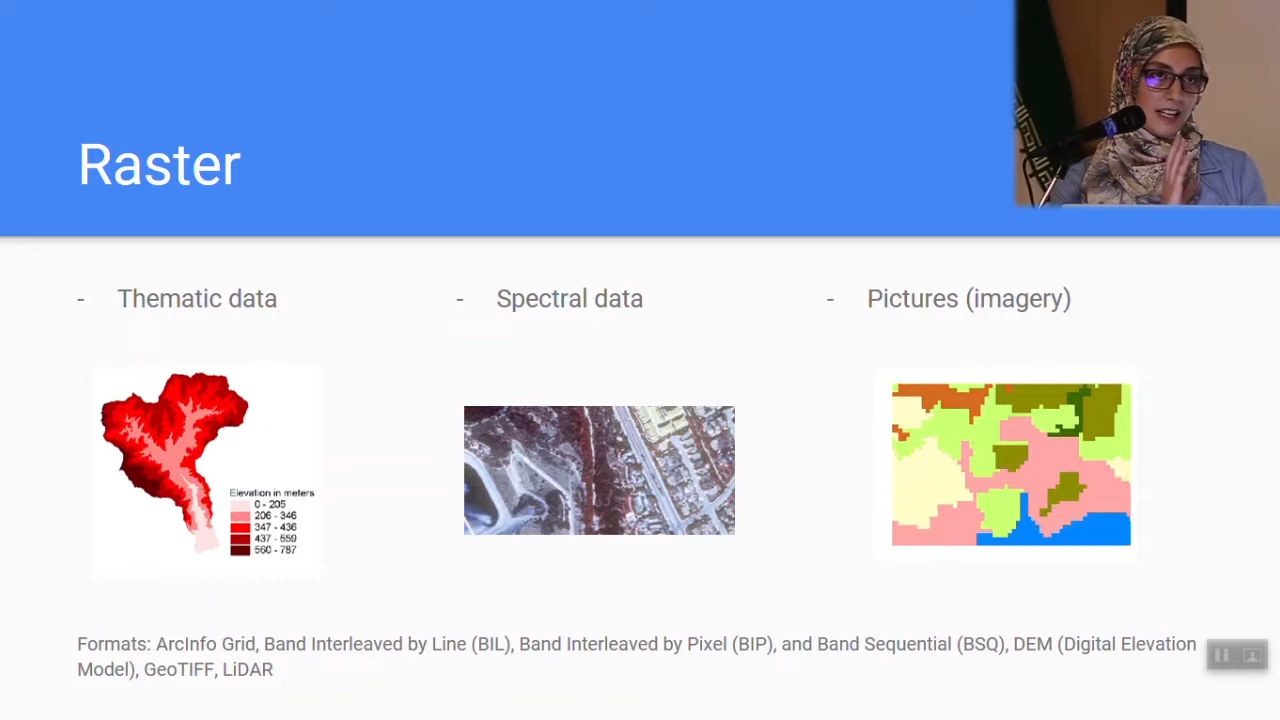 Raster
- Thematic data
- Spectral data
- Pictures (imagery)
Elevation in meters
0 - 205
206 - 346
347 - 436
437 - 559
560 - 787
Formats: ArcInfo Grid, Band Interleaved by Line (BIL), Band Interleaved by Pixel (BIP), and Band Sequential (BSQ), DEM (Digital Elevation
Model), GeoTIFF, LiDAR